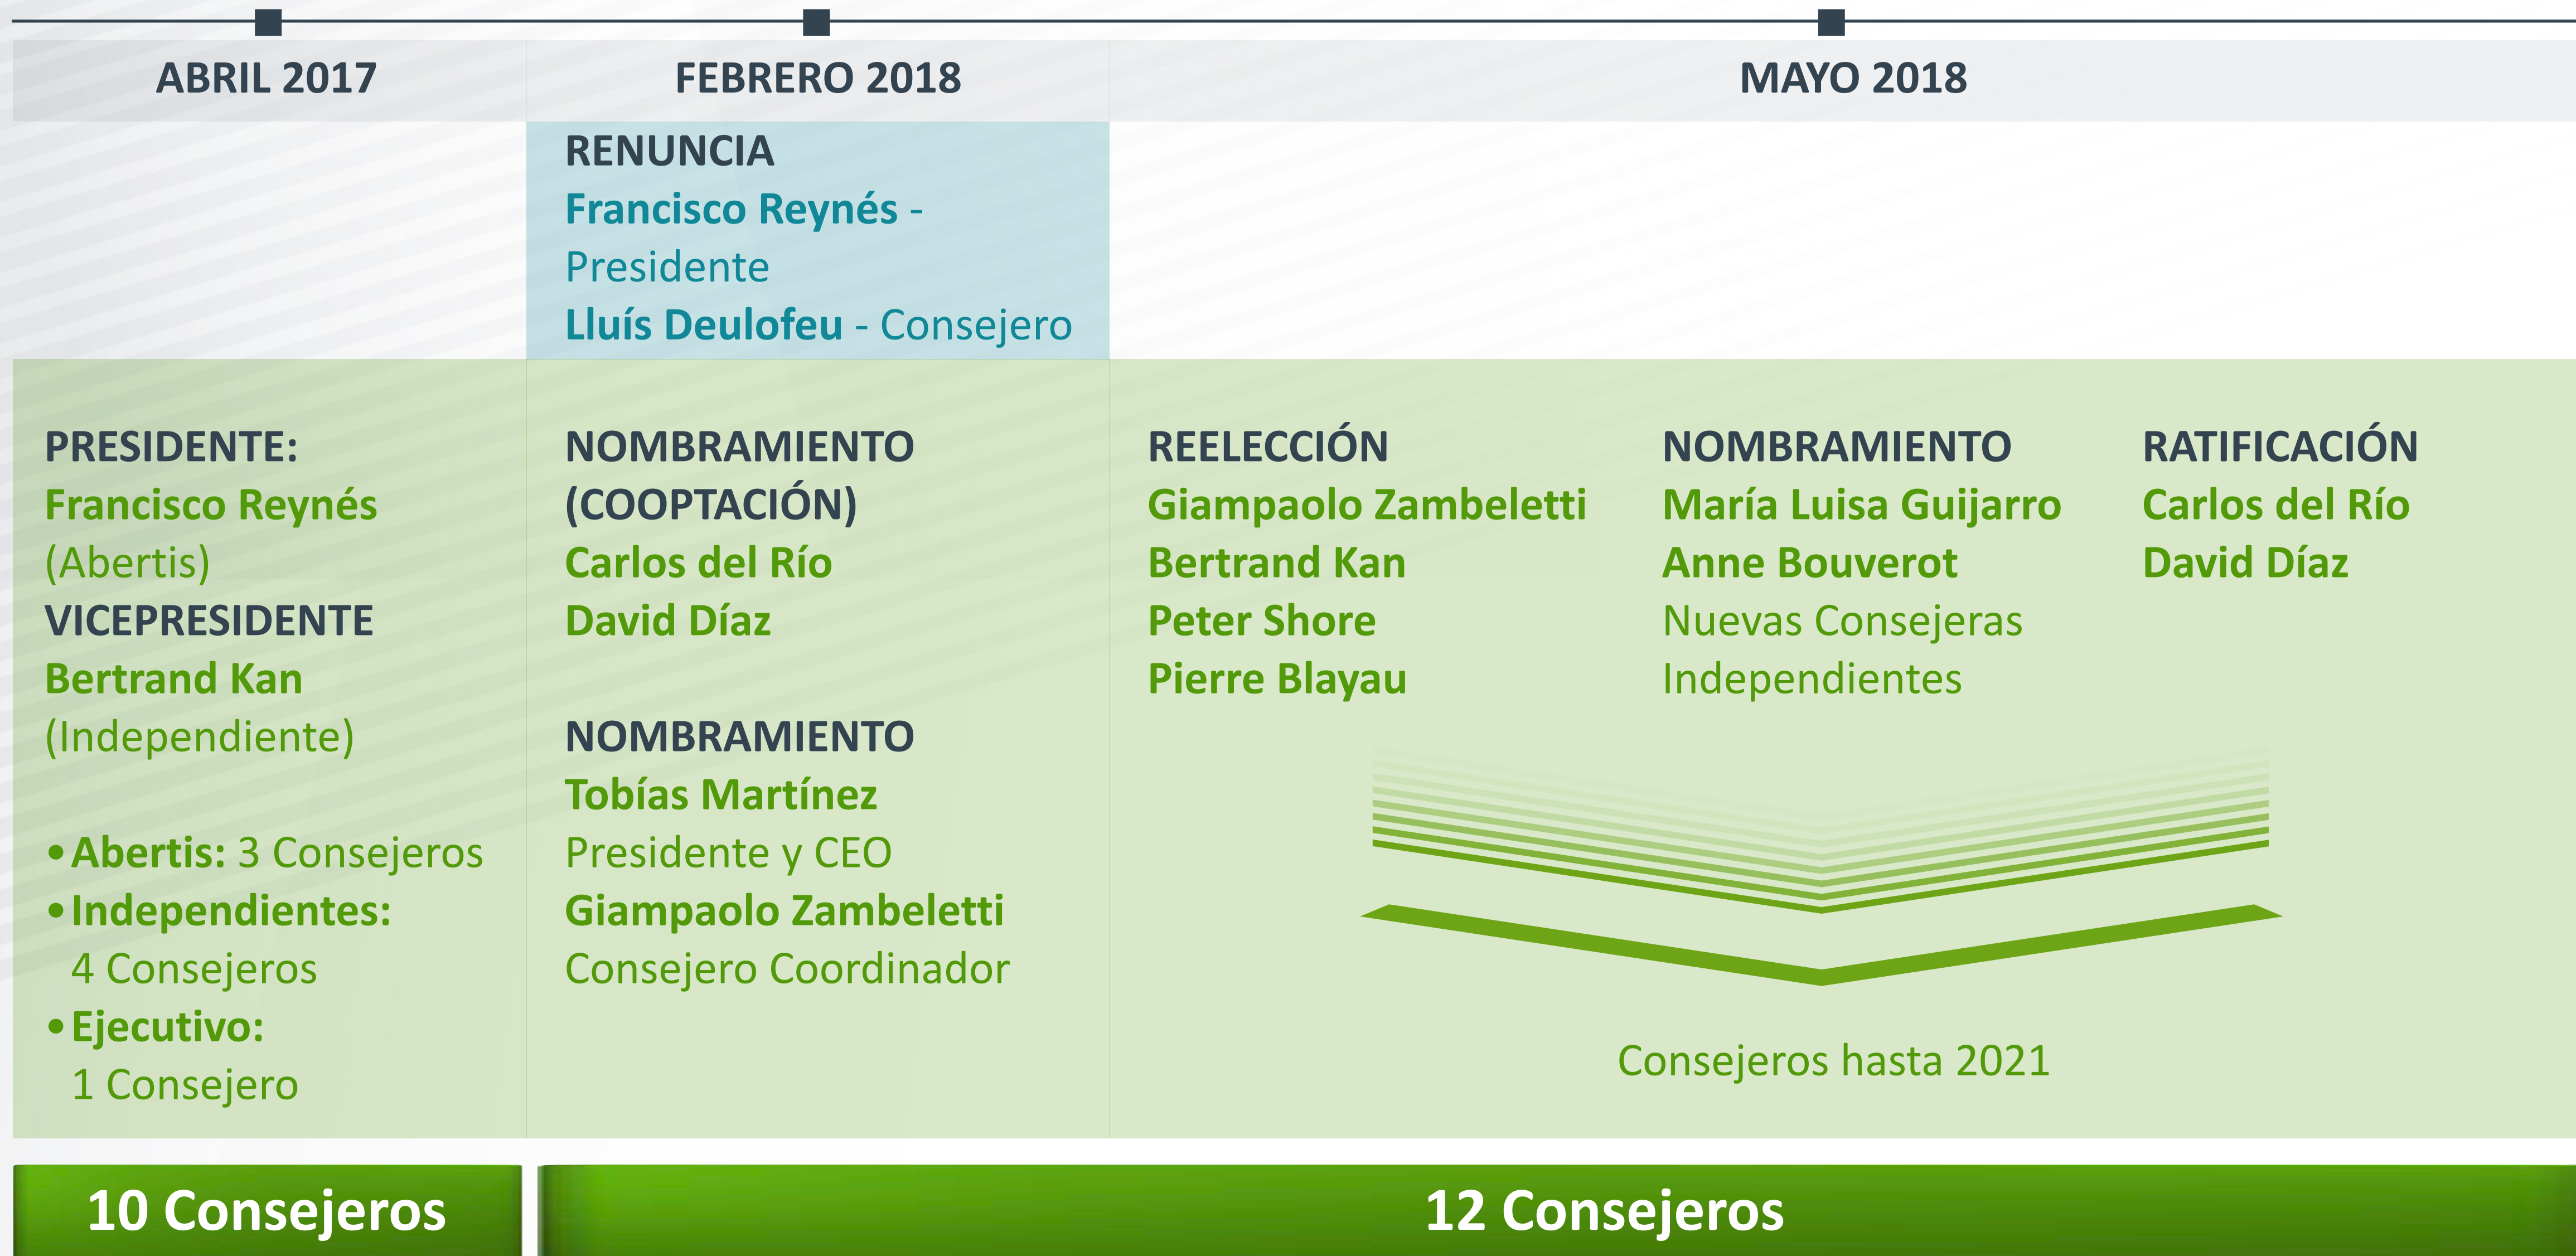 ABRIL 2017
FEBRERO 2018
MAYO 2018
RENUNCIA
Francisco Reynés -
Presidente
Lluís Deulofeu - Consejero
PRESIDENTE:
Francisco Reynés
(Abertis)
VICEPRESIDENTE
Bertrand Kan
(Independiente)
•Abertis: 3 Consejeros
•Independientes:
4 Consejeros
•Ejecutivo:
1 Consejero
NOMBRAMIENTO
(COOPTACIÓN)
Carlos del Río
David Díaz
NOMBRAMIENTO
Tobías Martínez
Presidente y CEO
Giampaolo Zambeletti
Consejero Coordinador
REELECCIÓN
Giampaolo Zambeletti
Bertrand Kan
Peter Shore
Pierre Blayau
NOMBRAMIENTO
María Luisa Guijarro
Anne Bouverot
Nuevas Consejeras
Independientes
RATIFICACIÓN
Carlos del Río
David Díaz
Consejeros hasta 2021
10 Consejeros
12 Consejeros